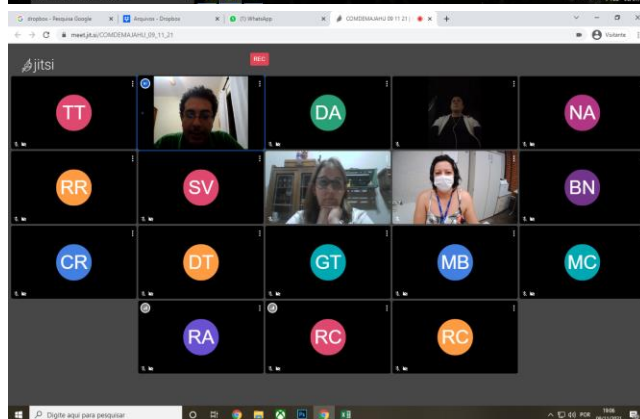 dropbox - Pesquisa Google
Arquivos - Dropbox
(1) WhatsApp
COMDEMAJAHU 09 11 21 |
meet.jit.si/COMDEMAJAHU_09_11_21
Visitante
jitsi
REC
TT
DA
NA
RR
SV
BN
CR
DT
GT
MB
MC
RA
RC
RC
Digite aqui para pesquisar
POR